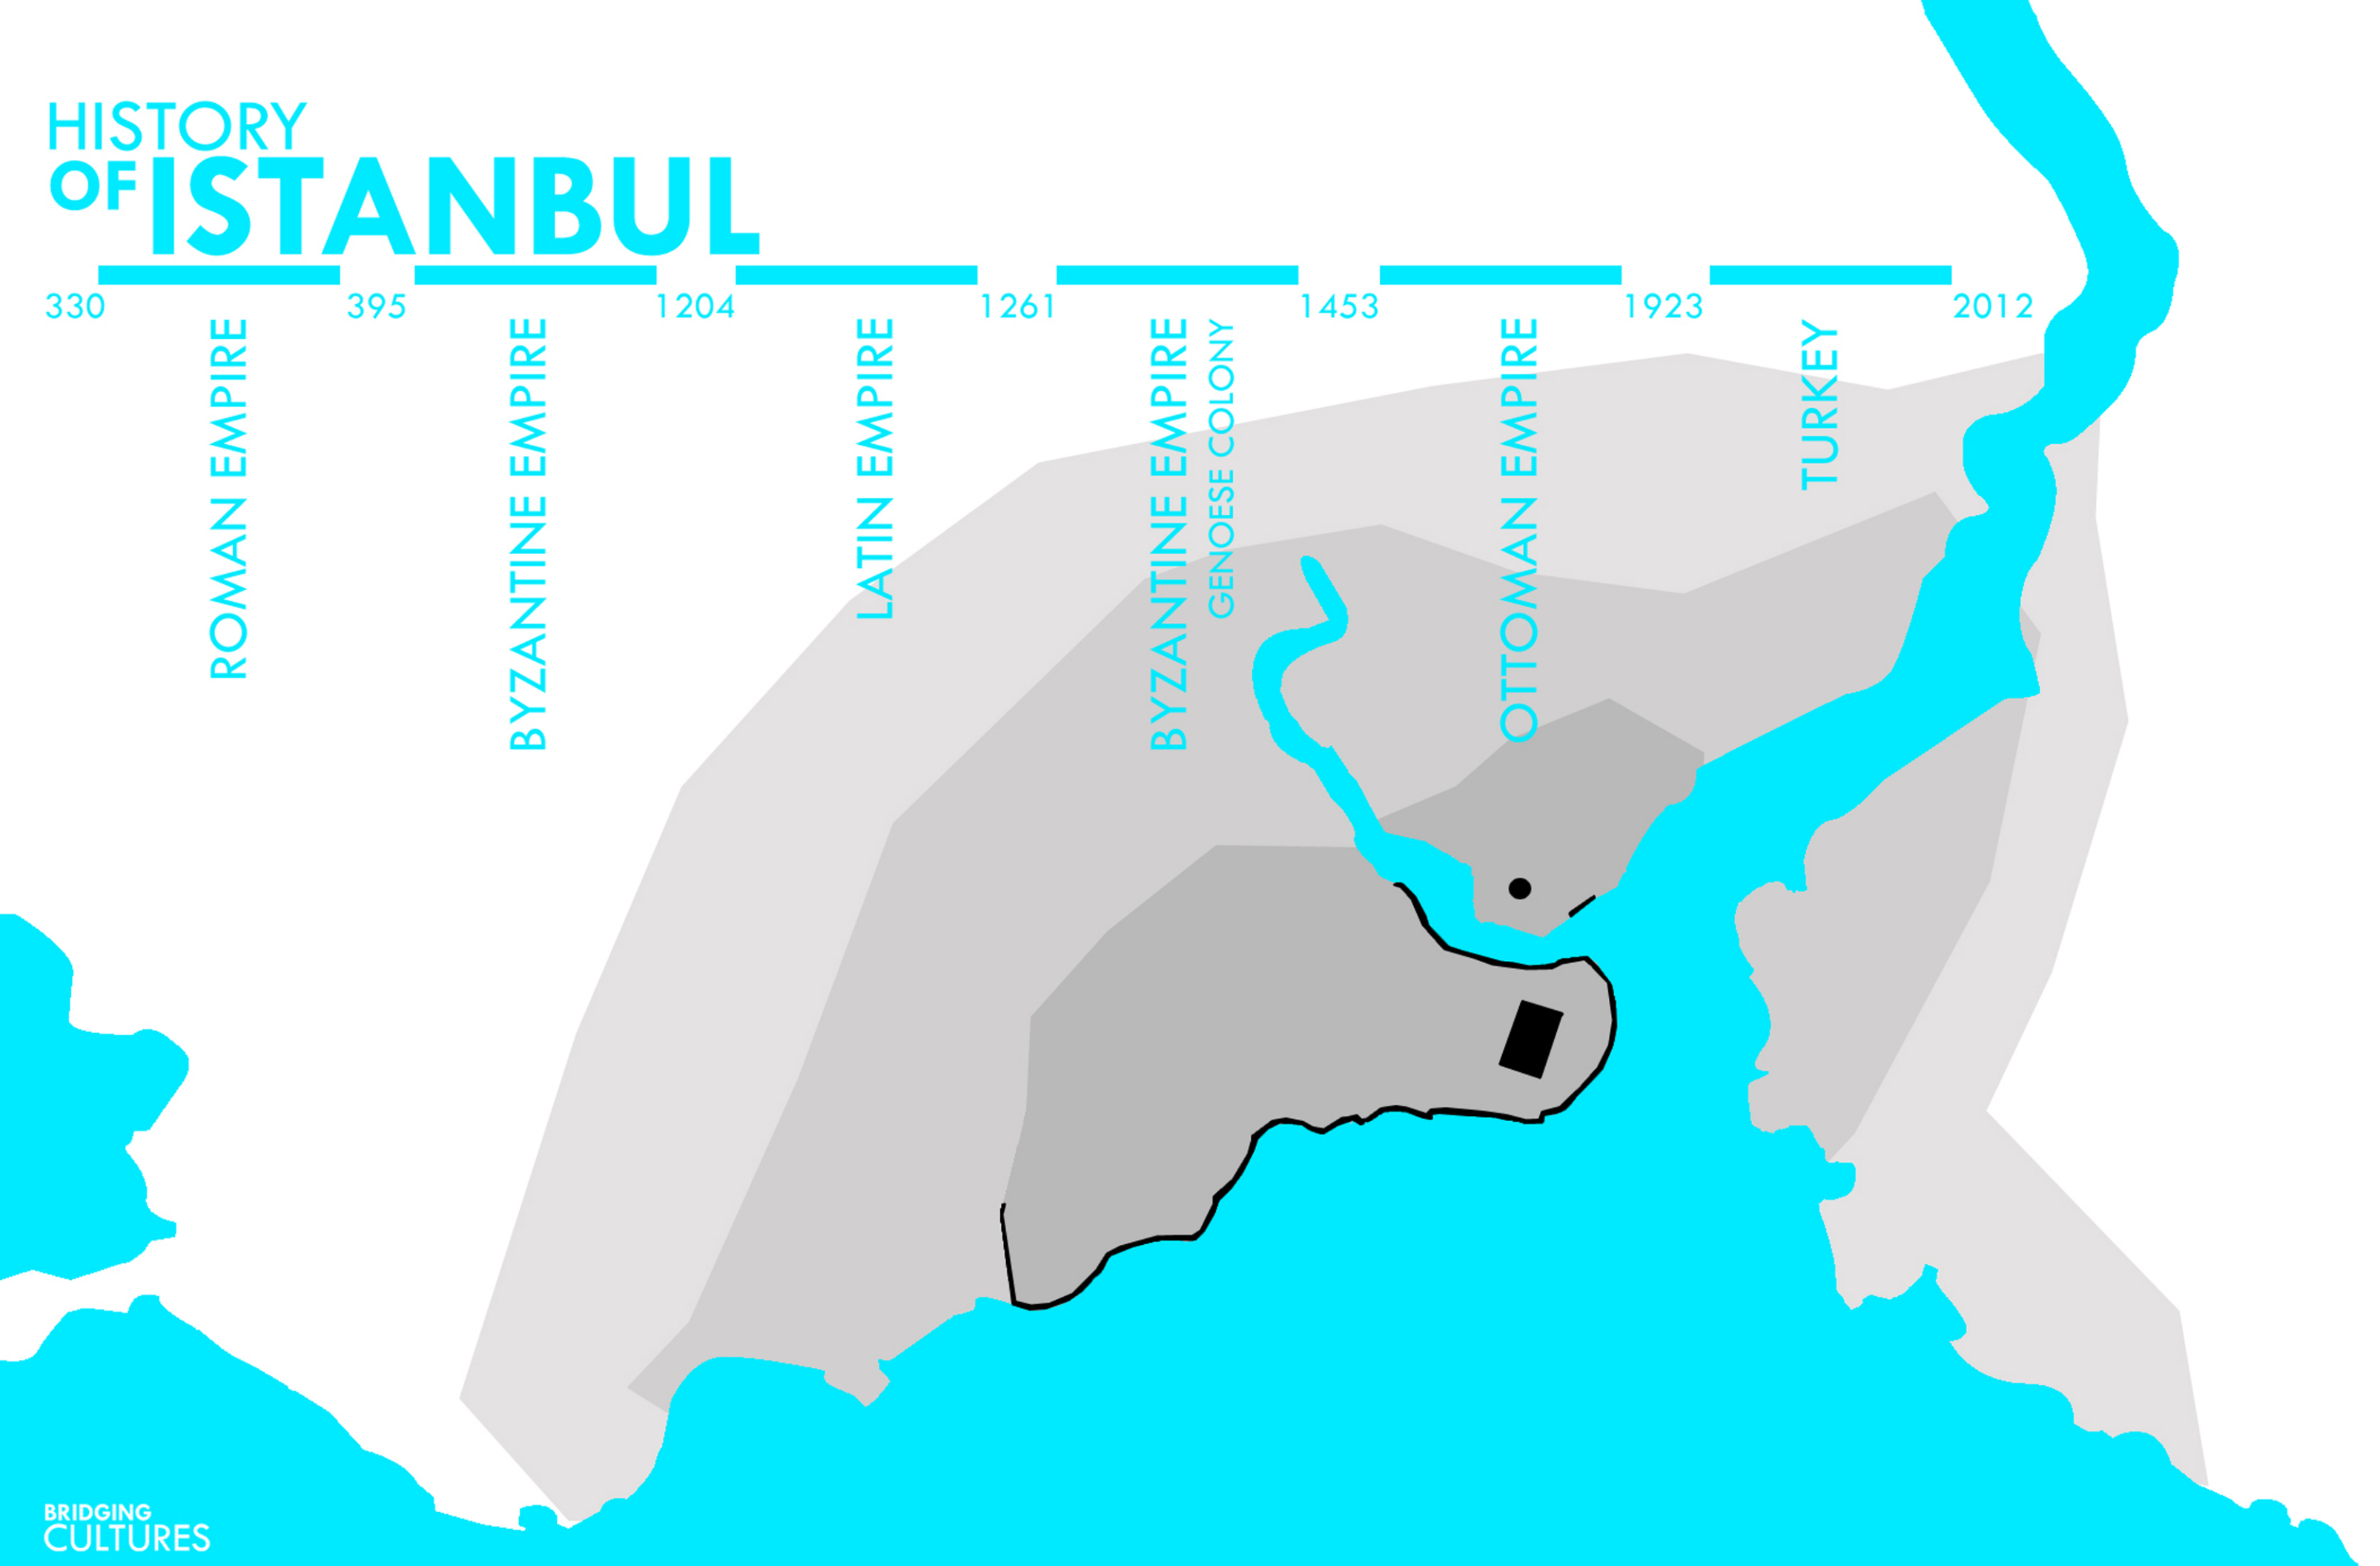 HISTORY
OF ISTANBUL
330 395 1204 1261 1453 1923 2012
ROMAN EMPIRE
BYZANTINE EMPIRE
LATIN EMPIRE
BYZANTINE EMPIRE
GENOESE COLONY
OTTOMAN EMPIRE
TURKEY
BRIDGING
CULTURES